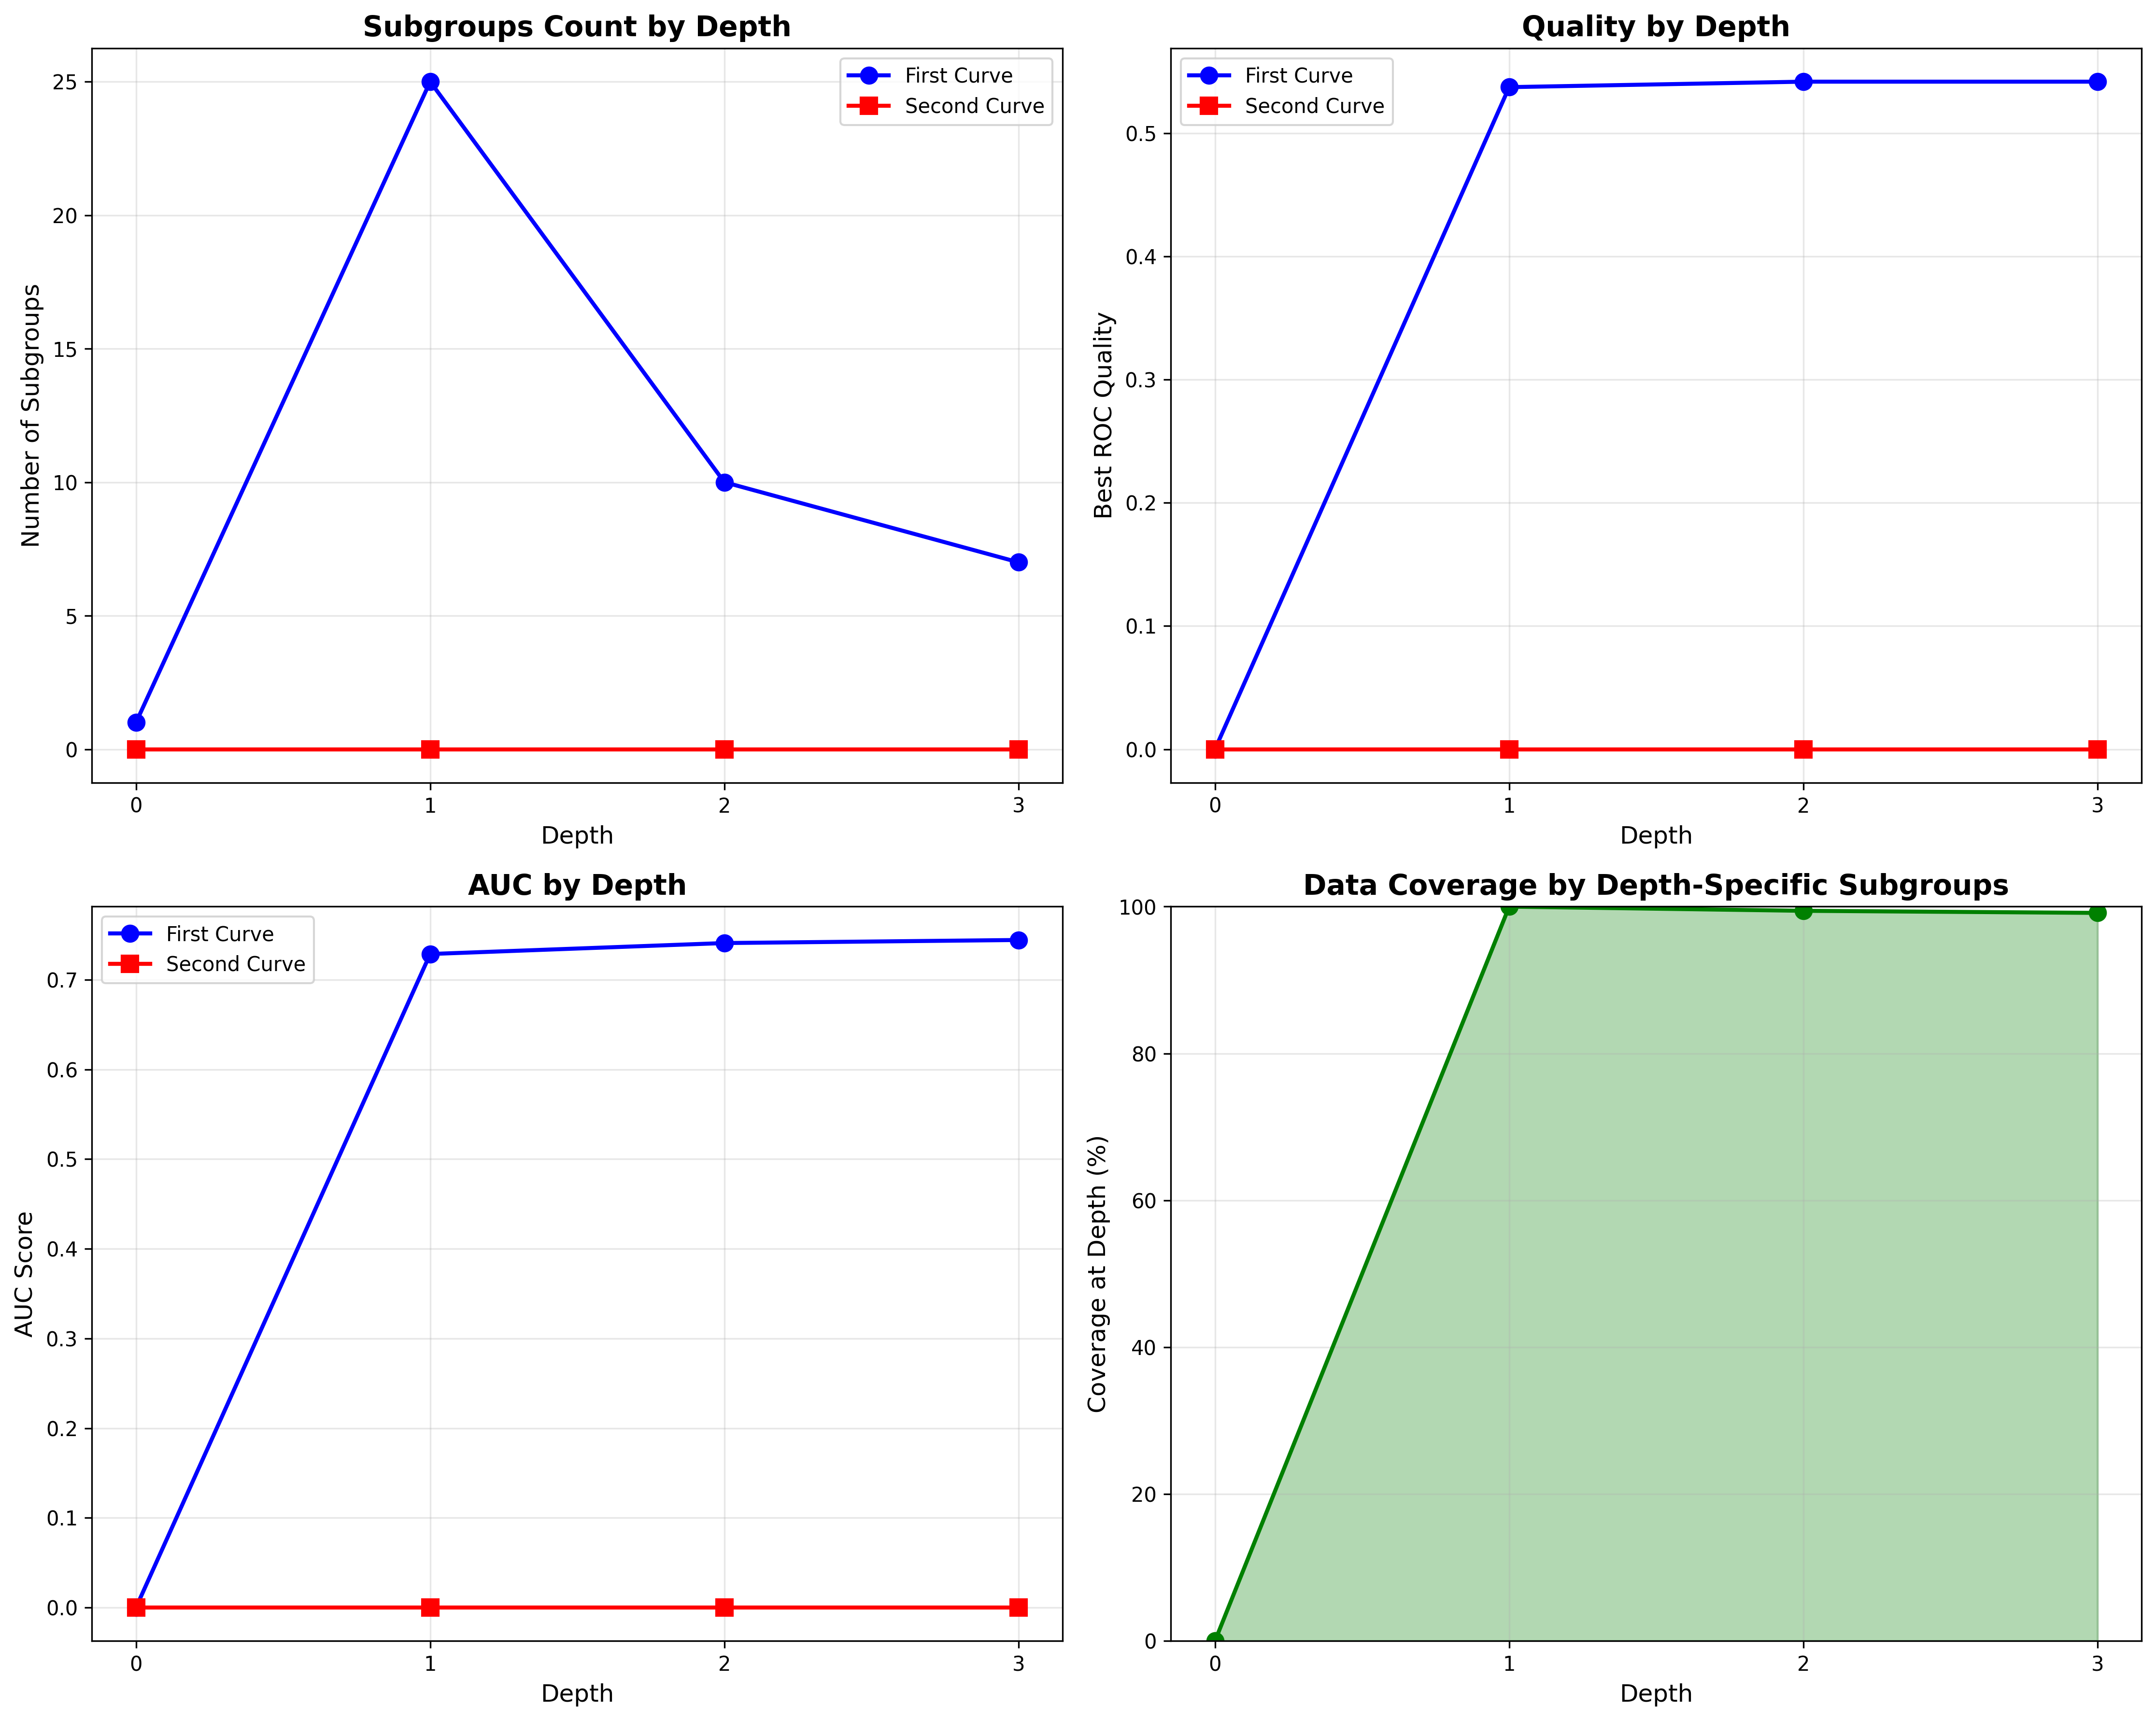 Subgroups Count by Depth
First Curve
Second Curve
25
20
15
10
5
0
Number of Subgroups
0 1 2 3
Depth
Quality by Depth
First Curve
Second Curve
0.5
0.4
0.3
0.2
0.1
0.0
Best ROC Quality
0 1 2 3
Depth
AUC by Depth
First Curve
Second Curve
0.7
0.6
0.5
0.4
0.3
0.2
0.1
0.0
AUC Score
0 1 2 3
Depth
Data Coverage by Depth-Specific Subgroups
100
80
60
40
20
0
Coverage at Depth (%)
0 1 2 3
Depth